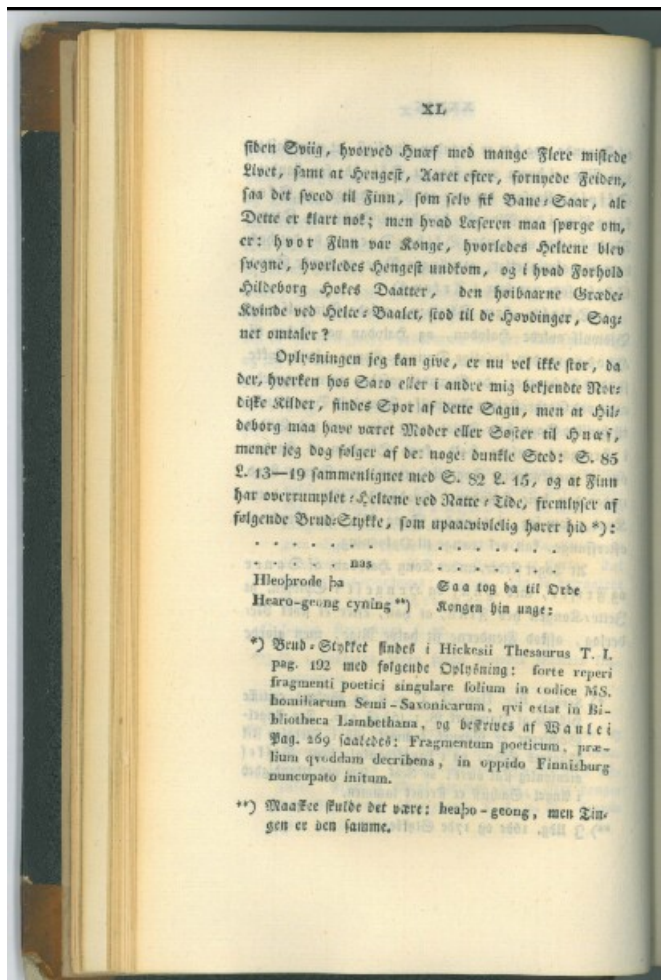 XL
siden Sviig, hvorved Hnæf med mange Flere mistede
Livet, samt at Hengest, Aaret efter, fornyede Feiden,
saa det sveed til Finn, som selv fik Bane-Saar, alt
Dette er klart nok; men hvad Læseren maa spørge om,
er: hvor Finn var Konge, hvorledes Heltene blev
svegne, hvorledes Hengest undkom, og i hvad Forhold
Hildeborg Hokes Daatter, den høibaarne Græde-
Kvinde ved Helte-Baalet, stod til de Høvdinger, Sag-
net omtaler?
Oplysningen jeg kan give, er nu vel ikke stor, da
der, hverken hos Saxo eller i andre mig bekjendte Nor-
diske Kilder, findes Spor af dette Sagn, men at Hil-
deborg maa have været Moder eller Søster til Hnæf,
mener jeg dog følger af det noget dunkle Sted: S. 85
L. 13—19 sammenlignet med S. 82 L. 15, og at Finn
har overrumplet Heltene ved Natte-Tide, fremlyser af
følgende Brud-Stykke, som upaatvivlelig hører hid *):
. . . . . . . . . . . . . .
. . . . . nas . . . . . . .
Hleoþrode þa Saa tog da til Orde
Hearo-geong cyning **) Kongen hin unge:
*) Brud-Stykket findes i Hickesii Thesaurus T. I.
pag. 192 med følgende Oplysning: forte reperi
fragmenti poetici singulare folium in codice MS.
homiliarum Semi-Saxonicarum, qvi extat in Bi-
bliotheca Lambethana, og beskrives af Wanlei
Pag. 269 saaledes: Fragmentum poeticum, præ-
lium qvoddam decribens, in oppido Finnisburg
nuncupato initum.
**) Maaskee skulde det være: heaþo-geong, men Tin-
gen er den samme.